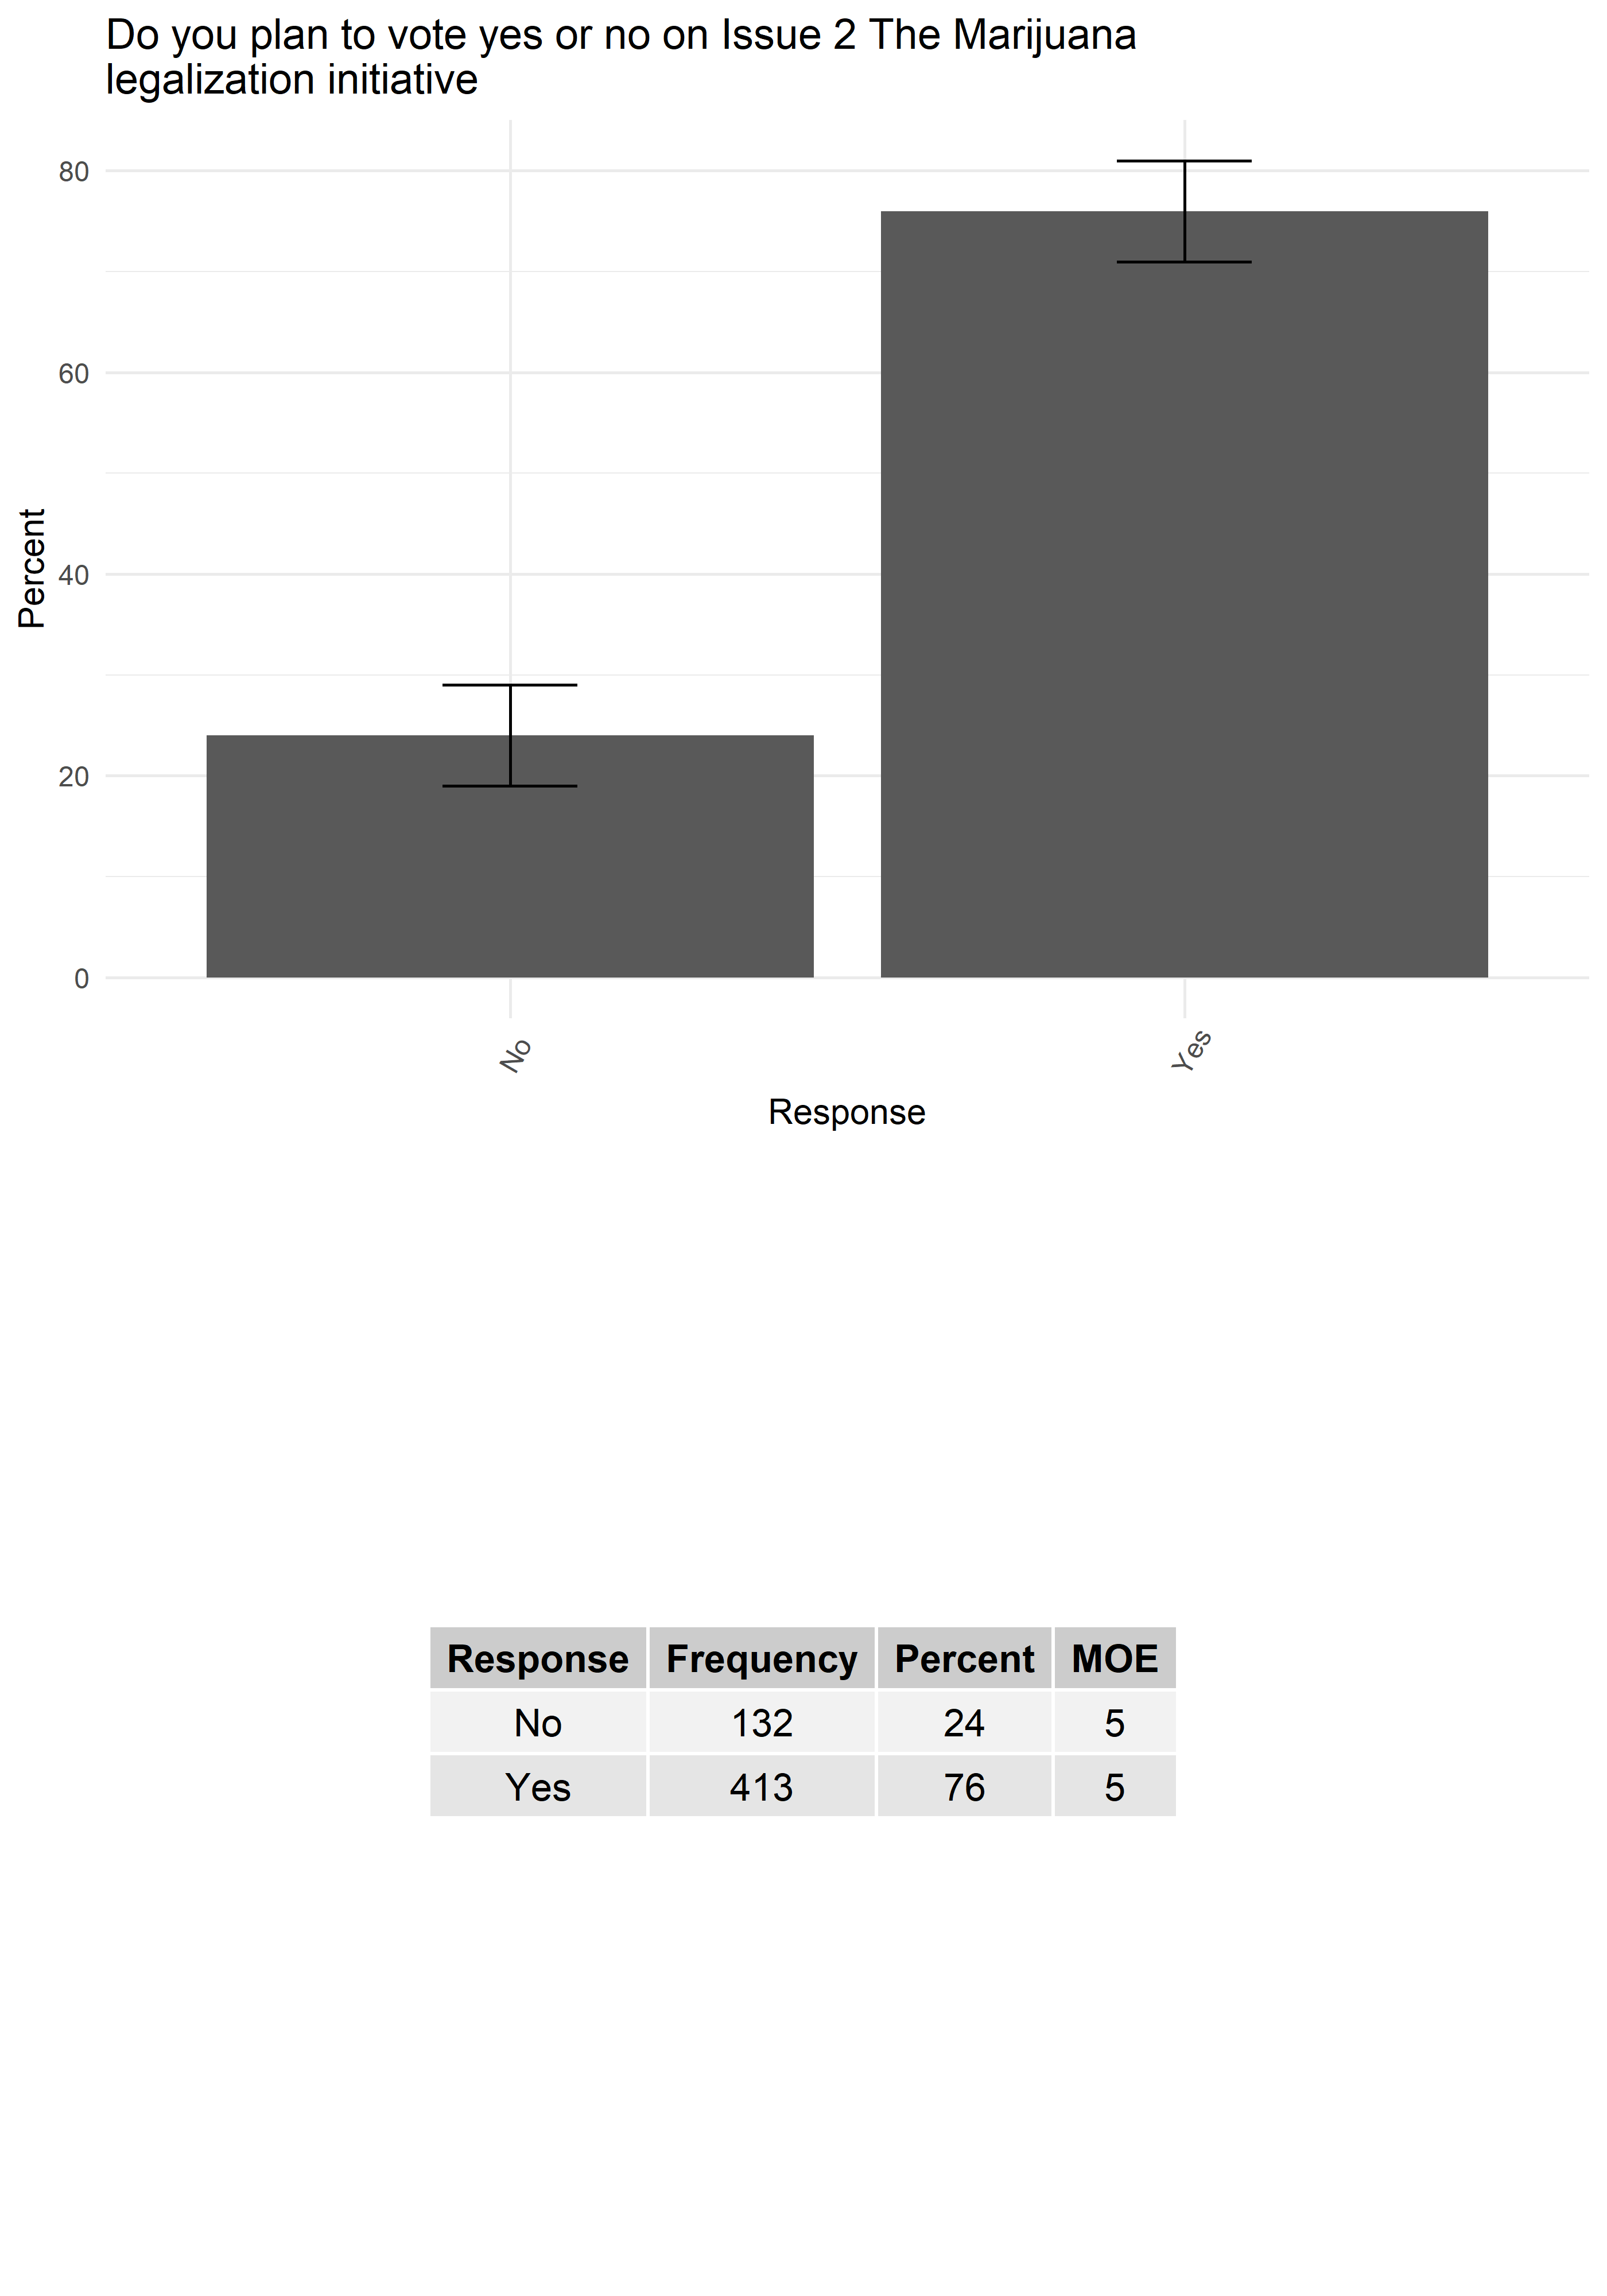 Do you plan to vote yes or no on Issue 2 The Marijuana
legalization initiative
80
60
40
20
0
Percent
No
Yes
Response
Response Frequency Percent MOE
No 132 24 5
Yes 413 76 5